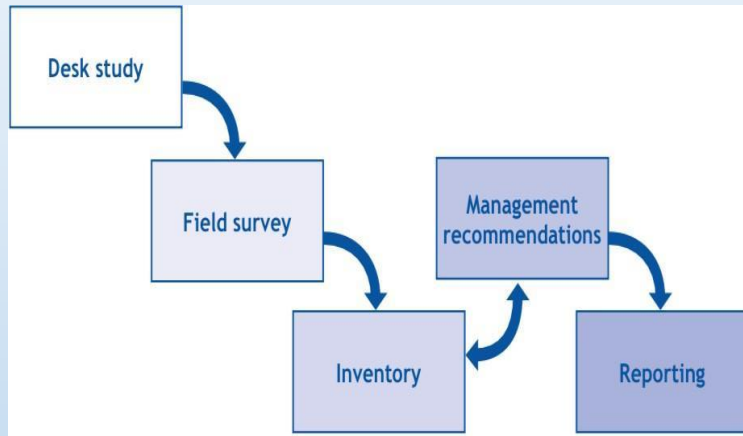 Desk study
Field survey
Inventory
Management
recommendations
Reporting